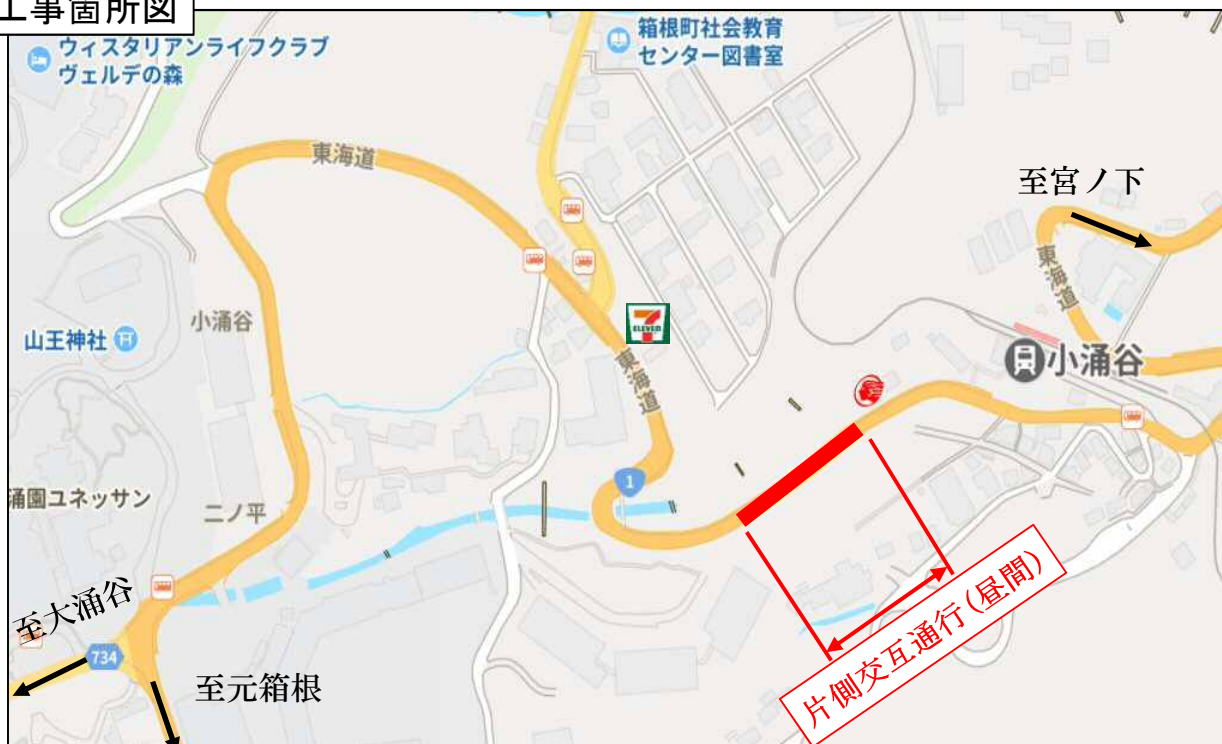 工事箇所図
ウィスタリアンライフクラブ
ヴェルデの森
箱根町社会教育
センター図書室
東海道
至宮ノ下
東海道
小涌谷
山王神社
ELEVEN
東海道
小涌谷
1
涌園ユネッサン
二ノ平
至大涌谷
734
至元箱根
片側交互通行(昼間)